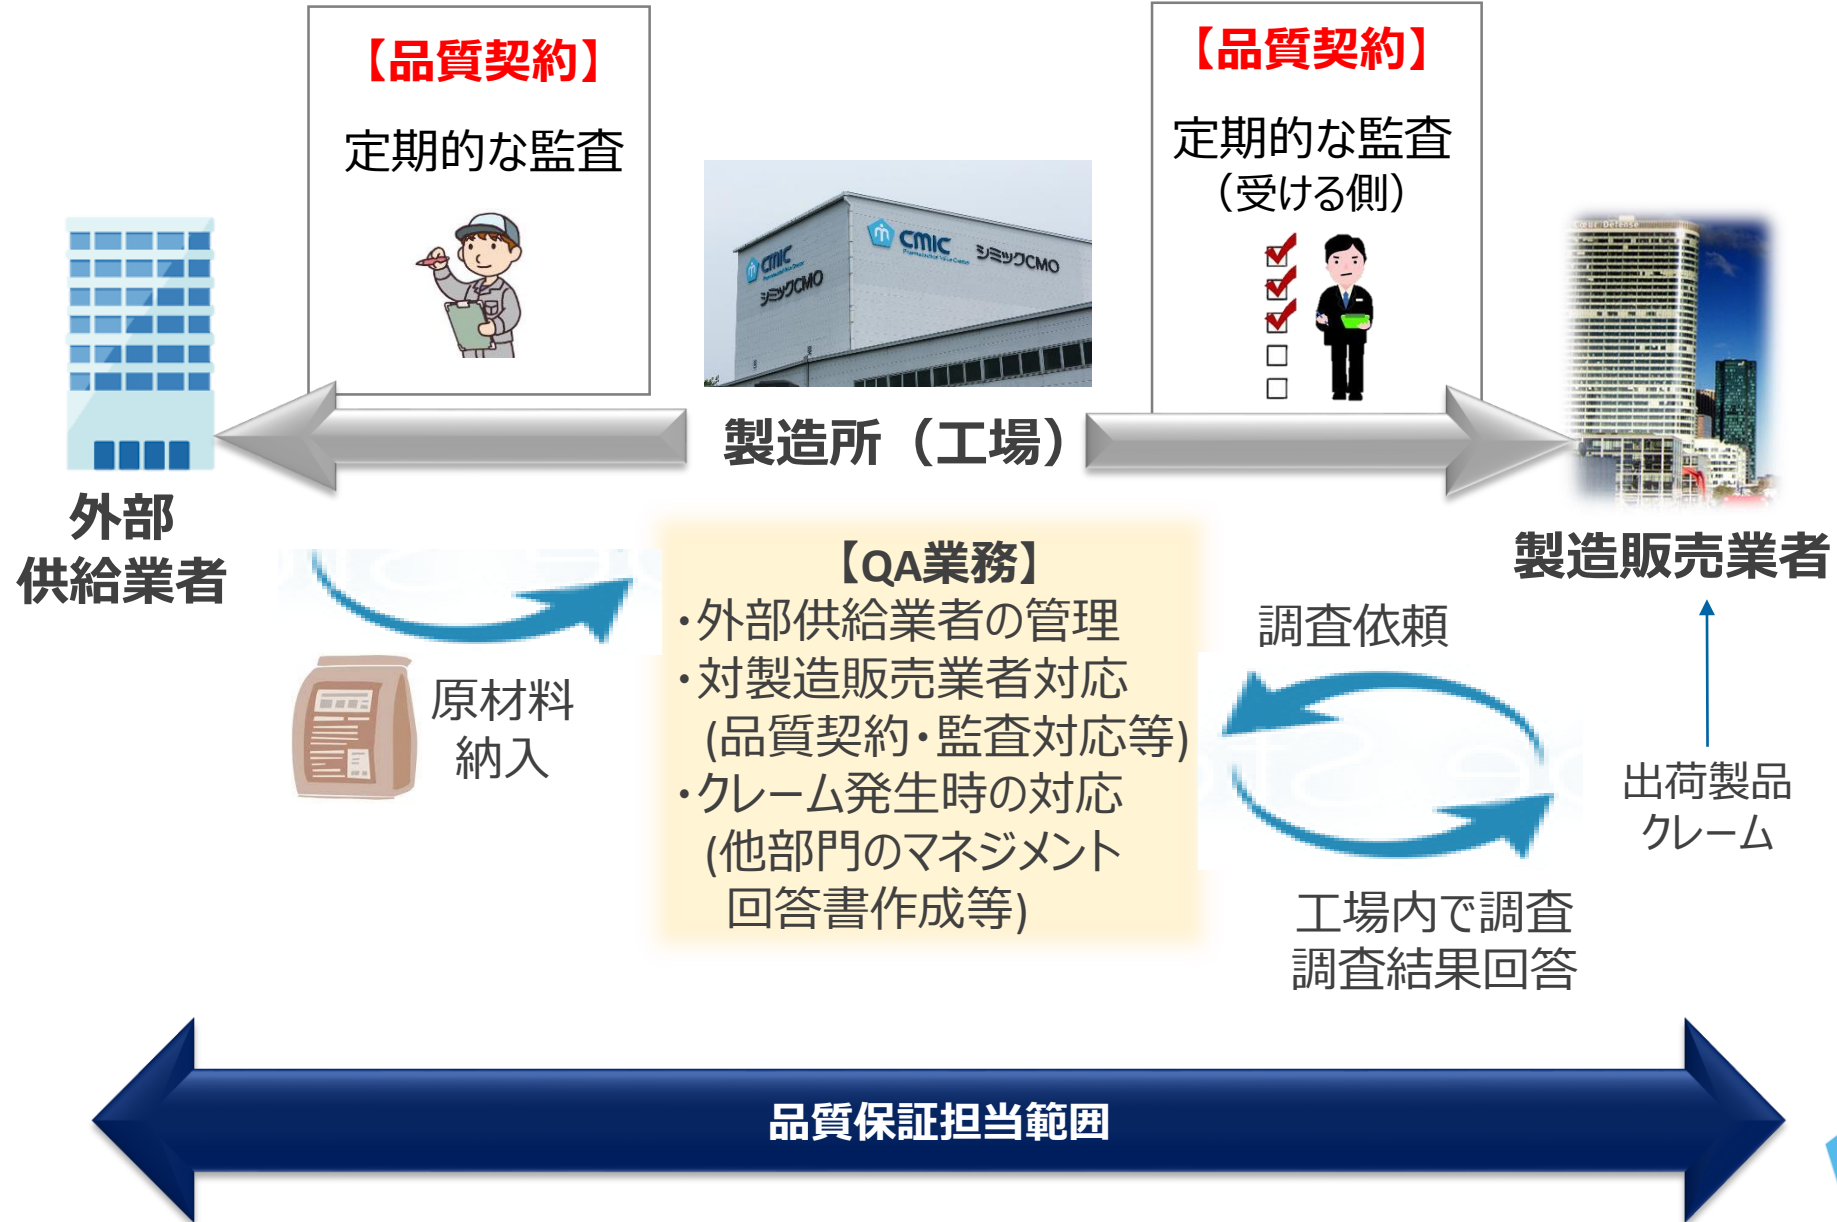 【品質契約】
定期的な監査
【品質契約】
定期的な監査
（受ける側）
CMIC
シミックCMO
CMIC
Pharmaceutical Value Creator
シミックCMO
Cœur Défense
製造所（工場）
外部
供給業者
製造販売業者
原材料
納入
【QA業務】
・外部供給業者の管理
・対製造販売業者対応
(品質契約・監査対応等)
・クレーム発生時の対応
(他部門のマネジメント
回答書作成等)
調査依頼
工場内で調査
調査結果回答
出荷製品
クレーム
品質保証担当範囲